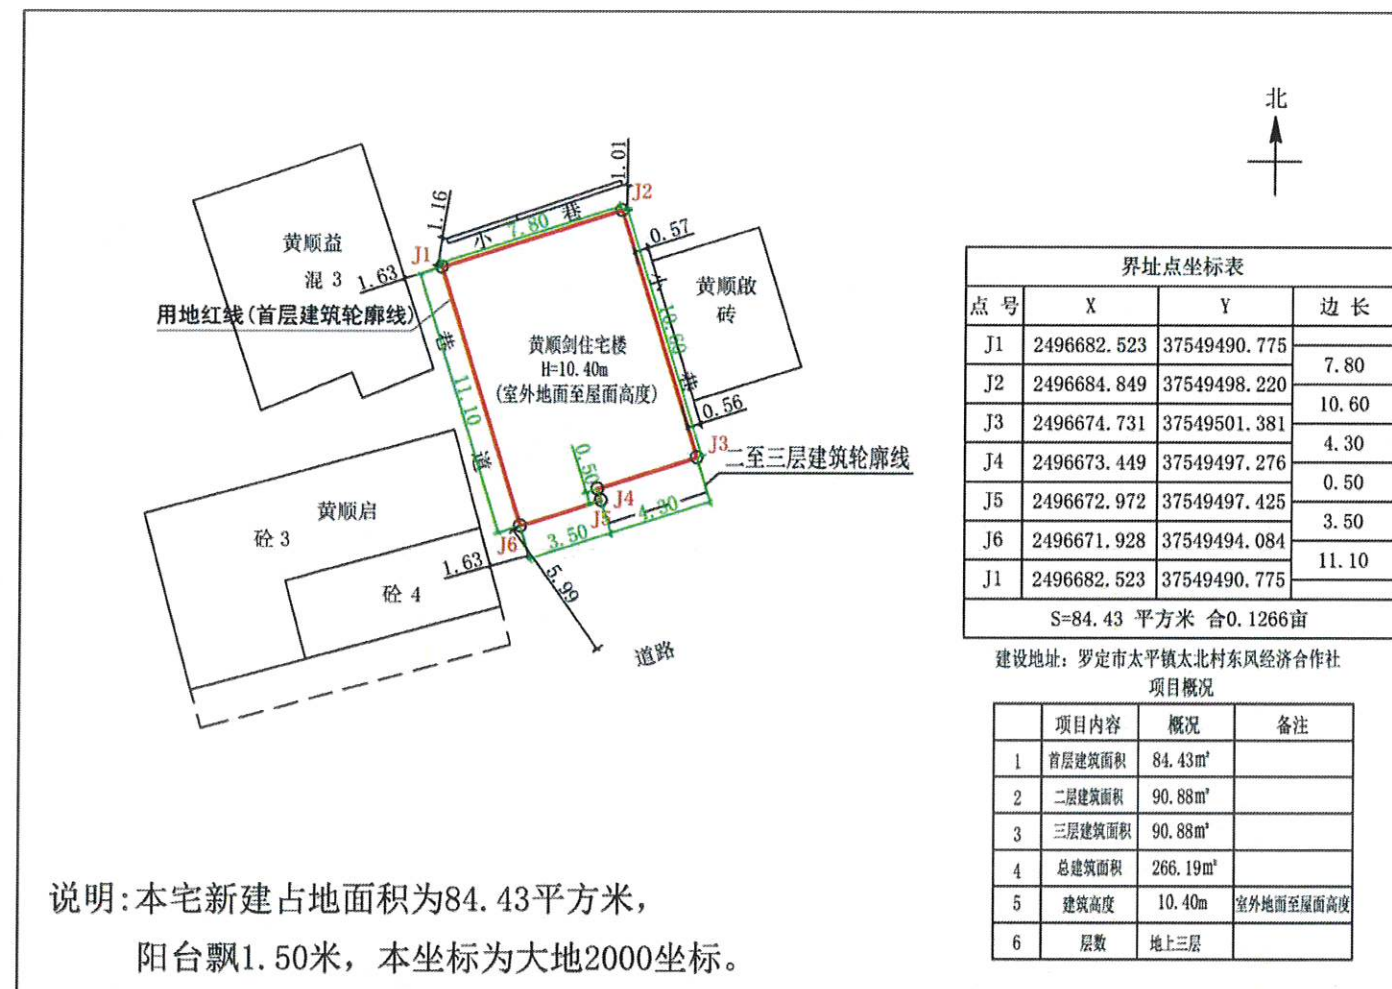 北
1.01
J2
1.16
小 巷
7.80
J1
0.57
黄顺益
混 3
1.63
黄顺啟
砖
用地红线(首层建筑轮廓线)
小 巷
10.60
黄顺剑住宅楼
H=10.40m
(室外地面至屋面高度)
巷 道
11.10
0.56
J3
二至三层建筑轮廓线
0.50
J4
J5
4.30
3.50
J6
黄顺启
砼 3
砼 4
1.63
5.99
道路
界址点坐标表
点 号 X Y 边 长
J1 2496682.523 37549490.775
7.80
J2 2496684.849 37549498.220
10.60
J3 2496674.731 37549501.381
4.30
J4 2496673.449 37549497.276
0.50
J5 2496672.972 37549497.425
3.50
J6 2496671.928 37549494.084
11.10
J1 2496682.523 37549490.775
S=84.43 平方米 合0.1266亩
建设地址: 罗定市太平镇太北村东风经济合作社
项目概况
项目内容 概况 备注
1 首层建筑面积 84.43m²
2 二层建筑面积 90.88m²
3 三层建筑面积 90.88m²
4 总建筑面积 266.19m²
5 建筑高度 10.40m 室外地面至屋面高度
6 层数 地上三层
说明:本宅新建占地面积为84.43平方米，
阳台飘1.50米，本坐标为大地2000坐标。